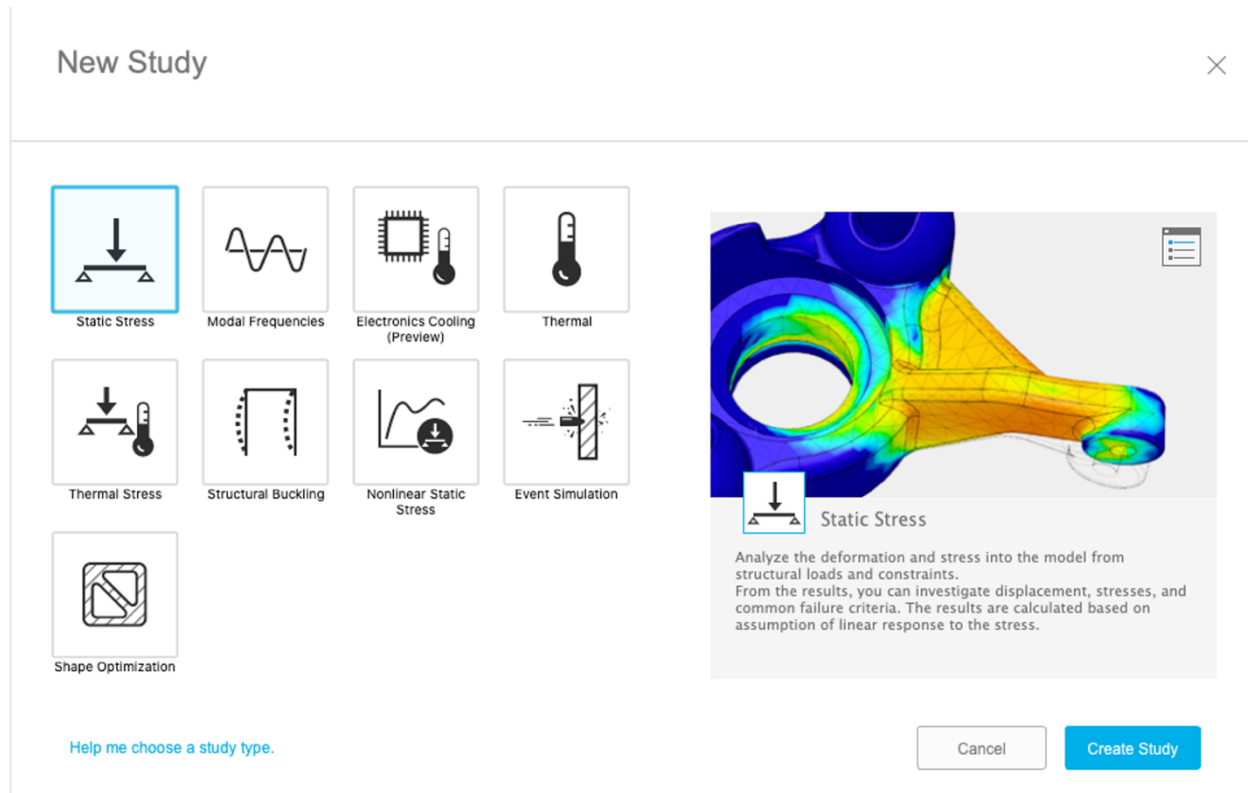 New Study
Static Stress
Modal Frequencies
Electronics Cooling
(Preview)
Thermal
Thermal Stress
Structural Buckling
Nonlinear Static
Stress
Event Simulation
Shape Optimization
Static Stress
Analyze the deformation and stress into the model from
structural loads and constraints.
From the results, you can investigate displacement, stresses, and
common failure criteria. The results are calculated based on
assumption of linear response to the stress.
Help me choose a study type.
Cancel
Create Study